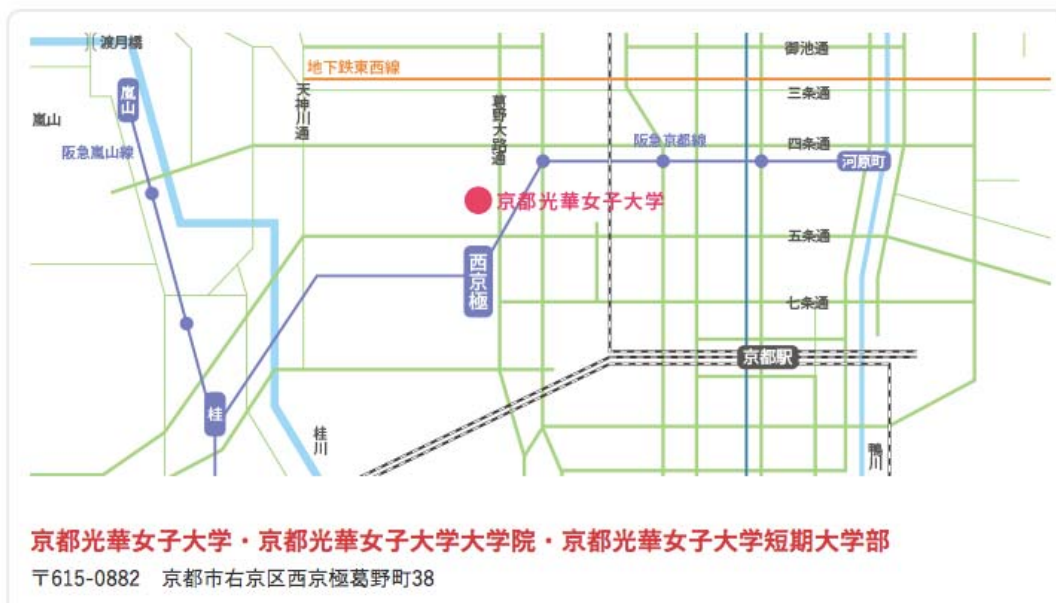 渡月橋
御池通
地下鉄東西線
嵐山
三条通
天神川通
葛野大路通
嵐山
阪急嵐山線
阪急京都線
四条通
河原町
京都光華女子大学
五条通
西京極
七条通
京都駅
桂
桂川
鴨川
京都光華女子大学・京都光華女子大学大学院・京都光華女子大学短期大学部
〒615-0882 京都市右京区西京極葛野町38